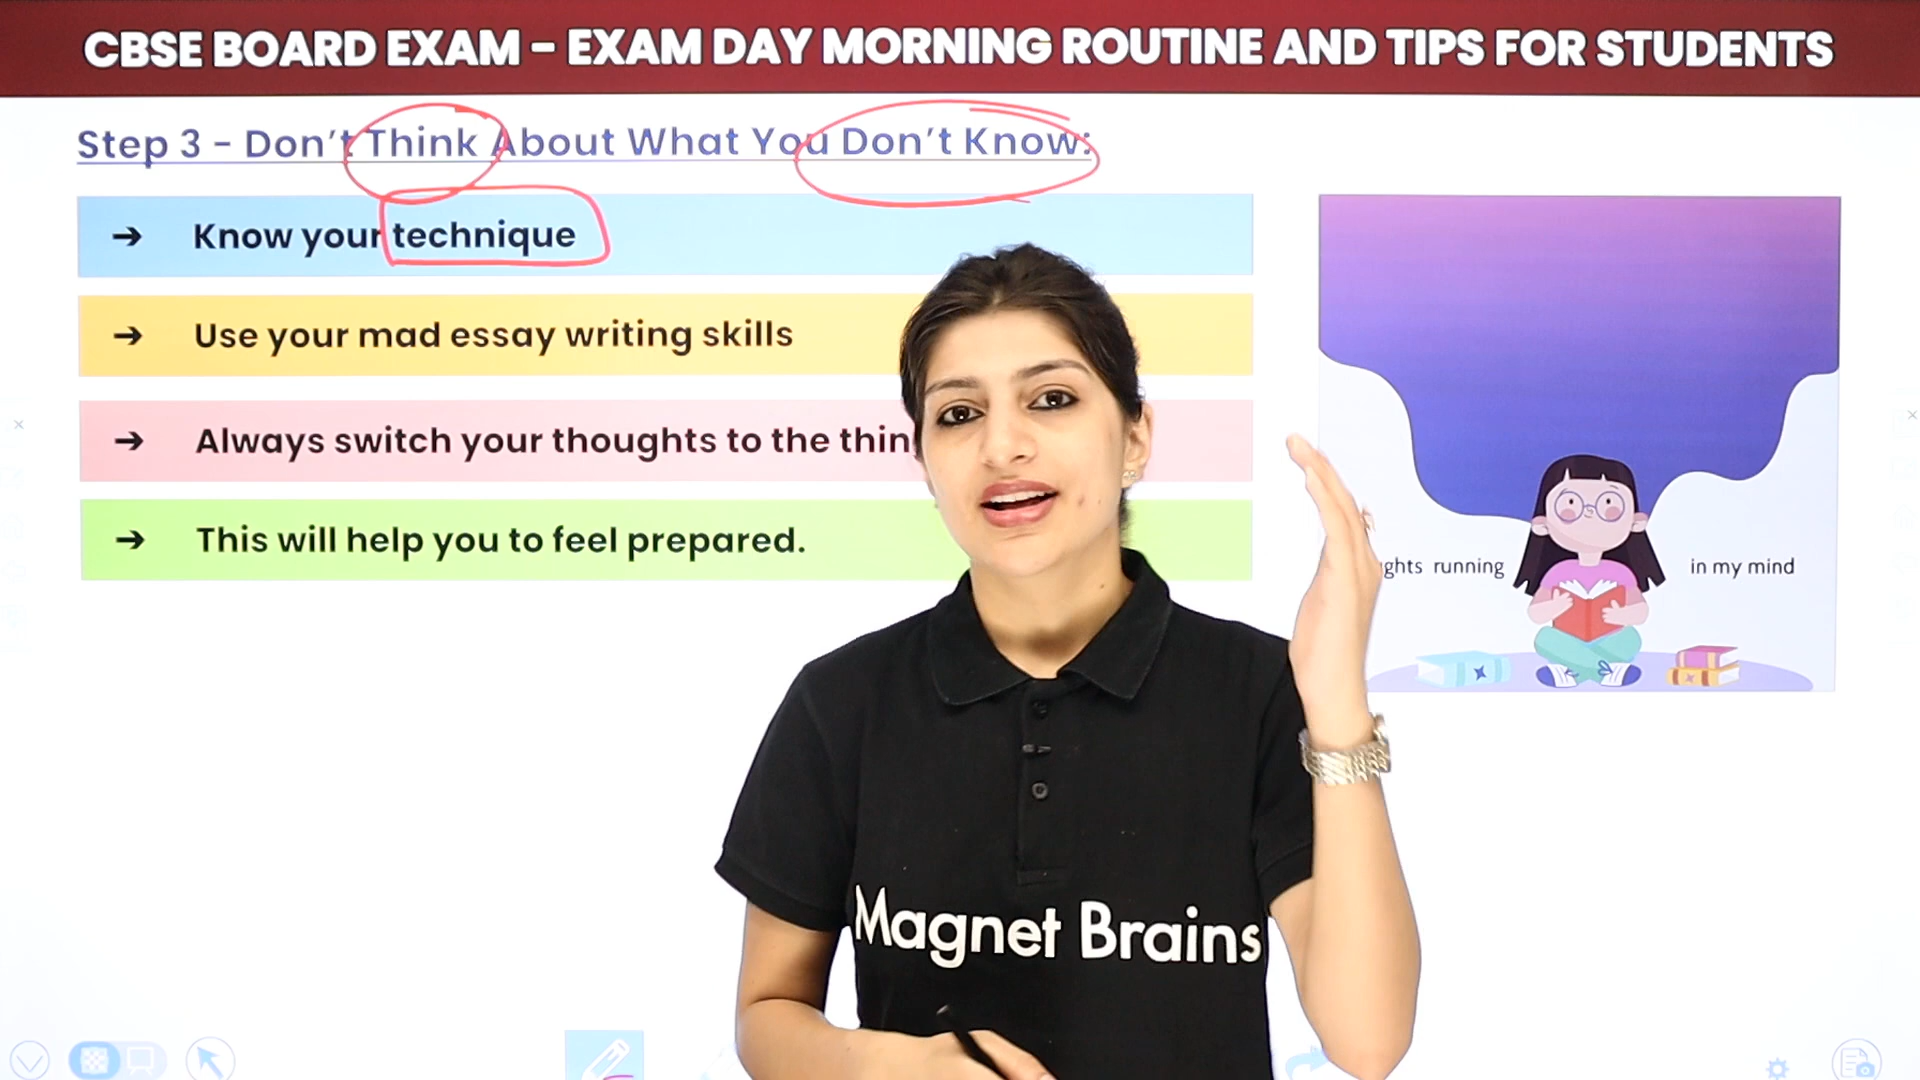 CBSE BOARD EXAM – EXAM DAY MORNING ROUTINE AND TIPS FOR STUDENTS
Step 3 – Don't Think About What You Don't Know:
➔ Know your technique
➔ Use your mad essay writing skills
➔ Always switch your thoughts to the
➔ This will help you to feel prepared.
running in my mind
Magnet Brains